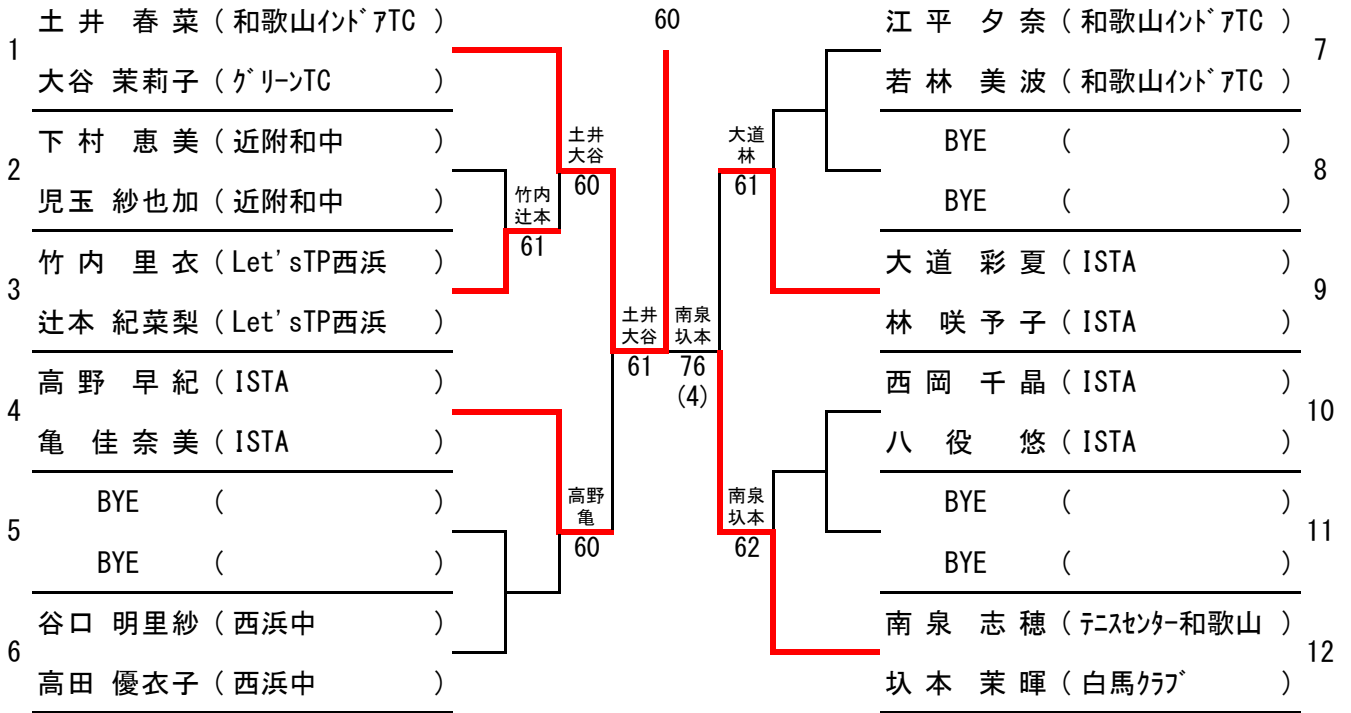 1
土井 春菜 ( 和歌山インドアTC )
大谷 茉莉子 ( グリーンTC )
2
下村 恵美 ( 近附和中 )
児玉 紗也加 ( 近附和中 )
3
竹内 里衣 ( Let'sTP西浜 )
辻本 紀菜梨 ( Let'sTP西浜 )
4
高野 早紀 ( ISTA )
亀 佳奈美 ( ISTA )
5
BYE ( )
BYE ( )
6
谷口 明里紗 ( 西浜中 )
高田 優衣子 ( 西浜中 )
竹内
辻本
61
土井
大谷
60
高野
亀
60
土井
大谷
61
60
南泉
圦本
76
(4)
大道
林
61
南泉
圦本
62
江平 夕奈 ( 和歌山インドアTC )
若林 美波 ( 和歌山インドアTC )
7
BYE ( )
BYE ( )
8
大道 彩夏 ( ISTA )
林 咲予子 ( ISTA )
9
西岡 千晶 ( ISTA )
八役 悠 ( ISTA )
10
BYE ( )
BYE ( )
11
南泉 志穂 ( テニスセンター和歌山 )
圦本 茉暉 ( 白馬クラブ )
12